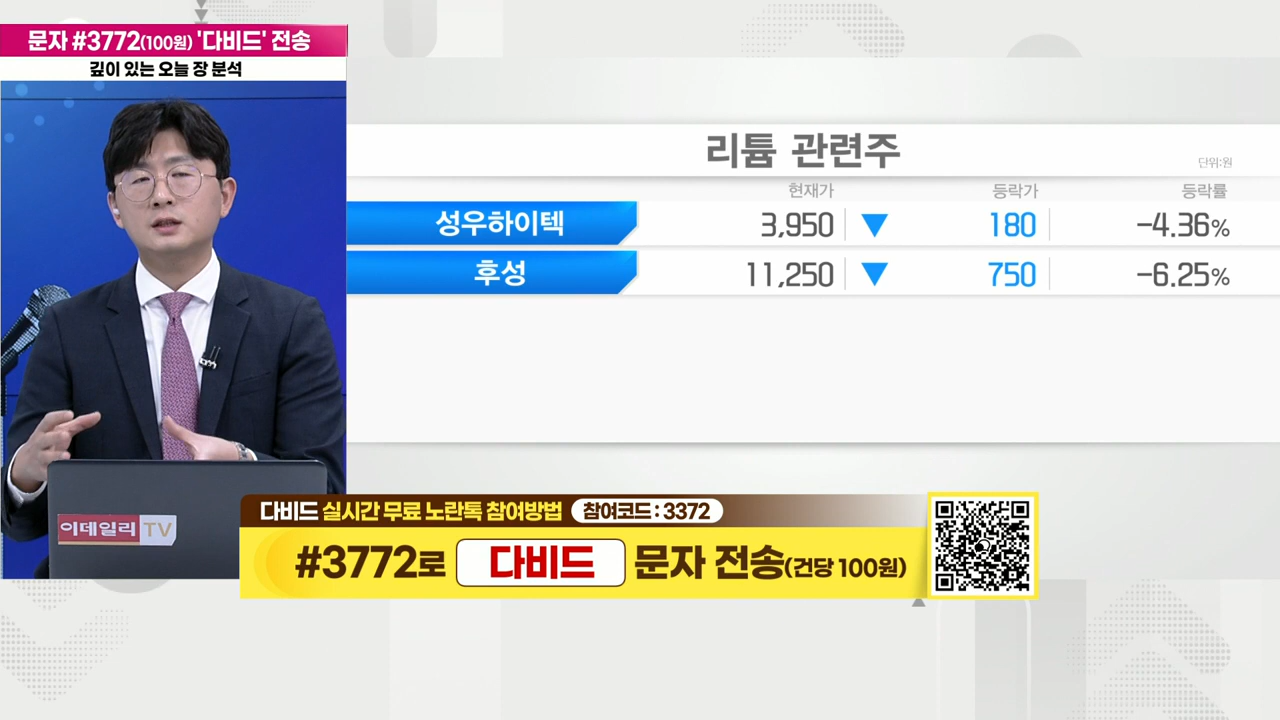 문자 #3772(100원) '다비드' 전송
깊이 있는 오늘 장 분석
리튬 관련주
단위:원
현재가 등락가 등락률
성우하이텍 3,950 ▼ 180 -4.36%
후성 11,250 ▼ 750 -6.25%
이데일리 TV
다비드 실시간 무료 노란톡 참여방법 참여코드 : 3372
#3772로 다비드 문자 전송(건당 100원)